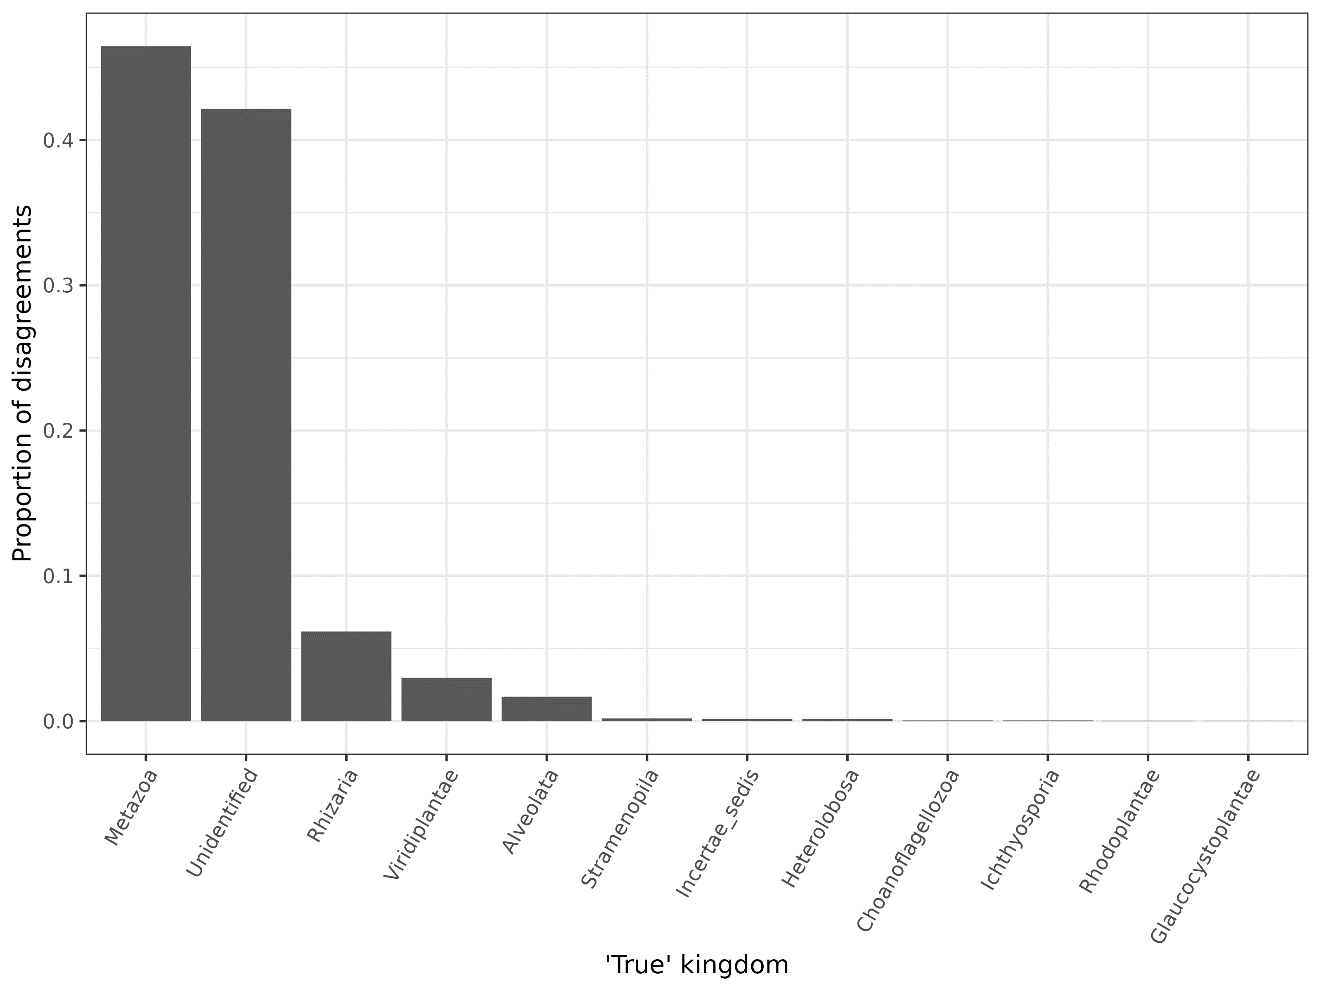 Proportion of disagreements
0.4
0.3
0.2
0.1
0.0
Metazoa
Unidentified
Rhizaria
Viridiplantae
Alveolata
Stramenopila
Incertae_sedis
Heterolobosa
Choanoflagellozoa
Ichthyosporia
Rhodoplantae
Glaucocystoplantae
'True' kingdom